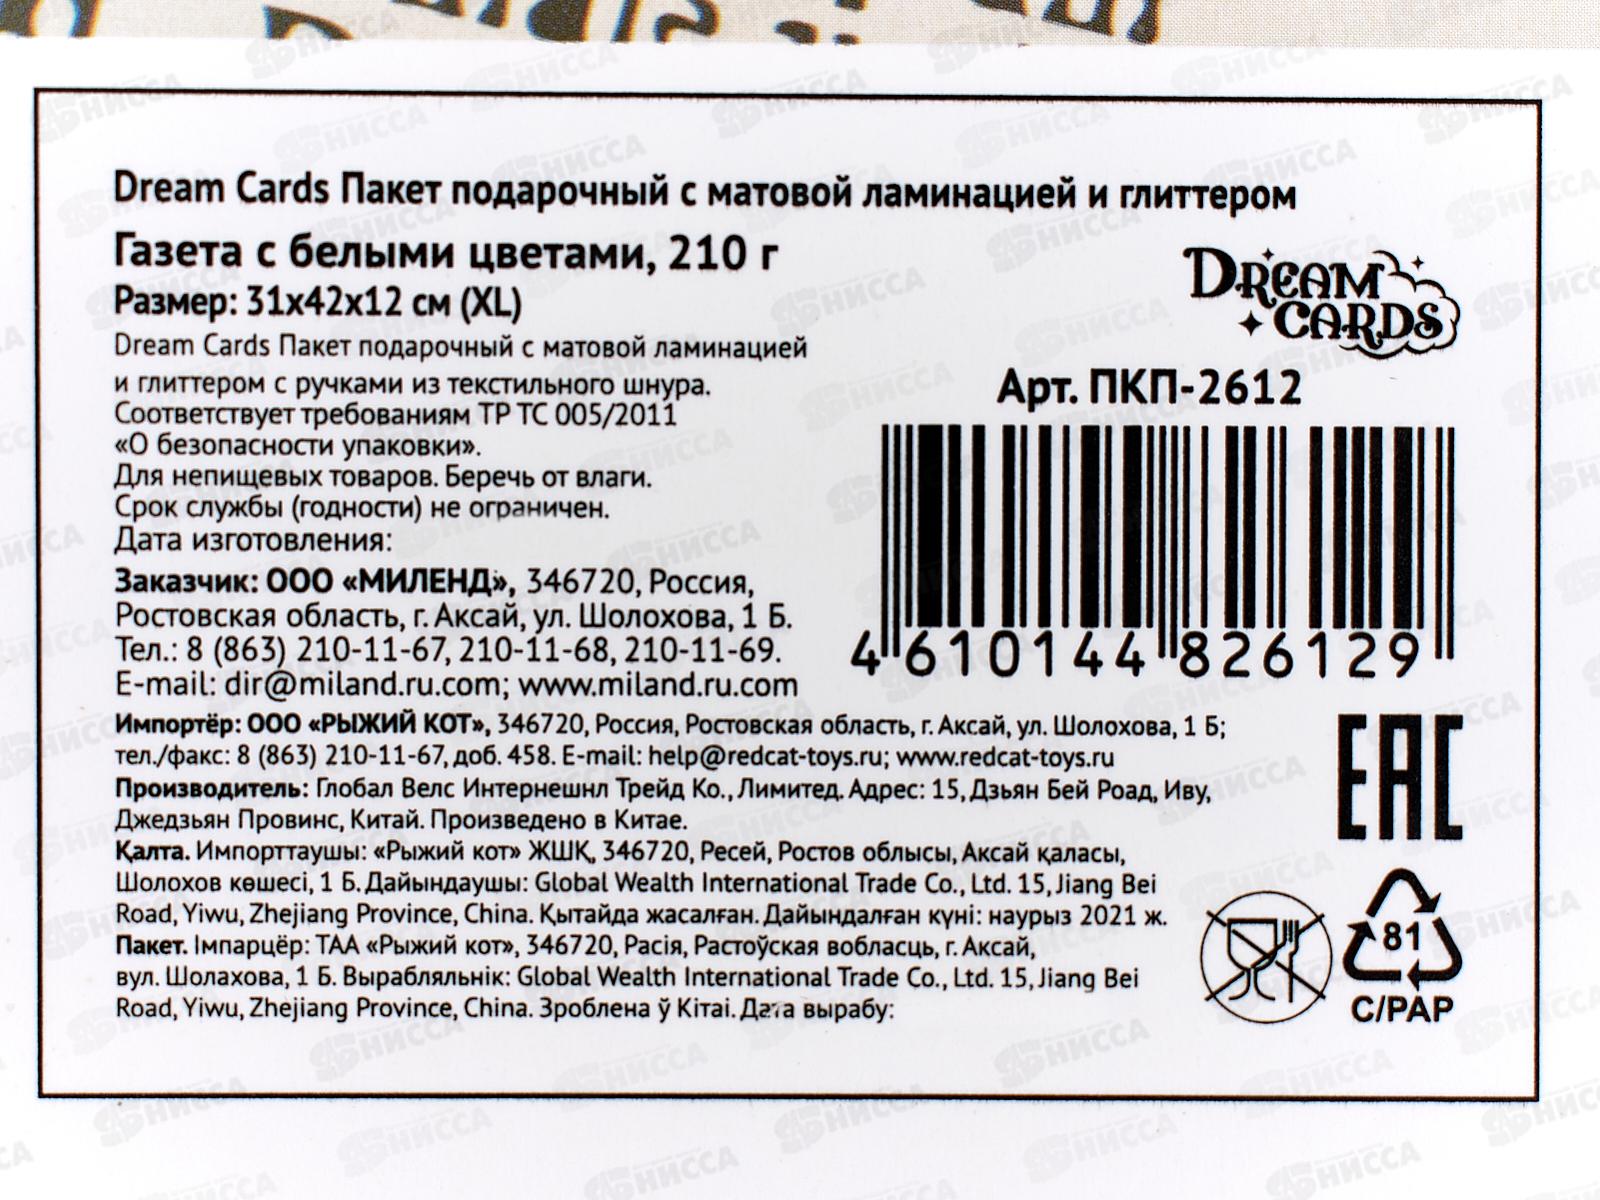 Dream Cards Пакет подарочный с матовой ламинацией и глиттером
Газета с белыми цветами, 210 г
Размер: 31х42х12 см (XL)
Dream Cards Пакет подарочный с матовой ламинацией
и глиттером с ручками из текстильного шнура.
Соответствует требованиям ТР ТС 005/2011
«О безопасности упаковки».
Для непищевых товаров. Беречь от влаги.
Срок службы (годности) не ограничен.
Дата изготовления:
Заказчик: ООО «МИЛЕНД», 346720, Россия,
Ростовская область, г. Аксай, ул. Шолохова, 1 Б.
Тел.: 8 (863) 210-11-67, 210-11-68, 210-11-69.
E-mail: dir@miland.ru.com; www.miland.ru.com
DREAM
CARDS
Арт. ПКП-2612
4 610144 826129
Импортёр: ООО «РЫЖИЙ КОТ», 346720, Россия, Ростовская область, г. Аксай, ул. Шолохова, 1 Б;
тел./факс: 8 (863) 210-11-67, доб. 458. E-mail: help@redcat-toys.ru; www.redcat-toys.ru
Производитель: Глобал Велс Интернешнл Трейд Ко., Лимитед. Адрес: 15, Дзьян Бей Роад, Иву,
Джедзьян Провинс, Китай. Произведено в Китае.
Қалта. Импорттаушы: «Рыжий кот» ЖШҚ, 346720, Ресей, Ростов облысы, Аксай қаласы,
Шолохов көшесі, 1 Б. Дайындаушы: Global Wealth International Trade Co., Ltd. 15, Jiang Bei
Road, Yiwu, Zhejiang Province, China. Қытайда жасалған. Дайындалған күні: наурыз 2021 ж.
Пакет. Імпарцёр: ТАА «Рыжий кот», 346720, Расія, Растоўская вобласць, г. Аксай,
вул. Шолахова, 1 Б. Вырабляльнік: Global Wealth International Trade Co., Ltd. 15, Jiang Bei
Road, Yiwu, Zhejiang Province, China. Зроблена ў Кітаі. Дата вырабу:
EAC
81
C/PAP
НИССА